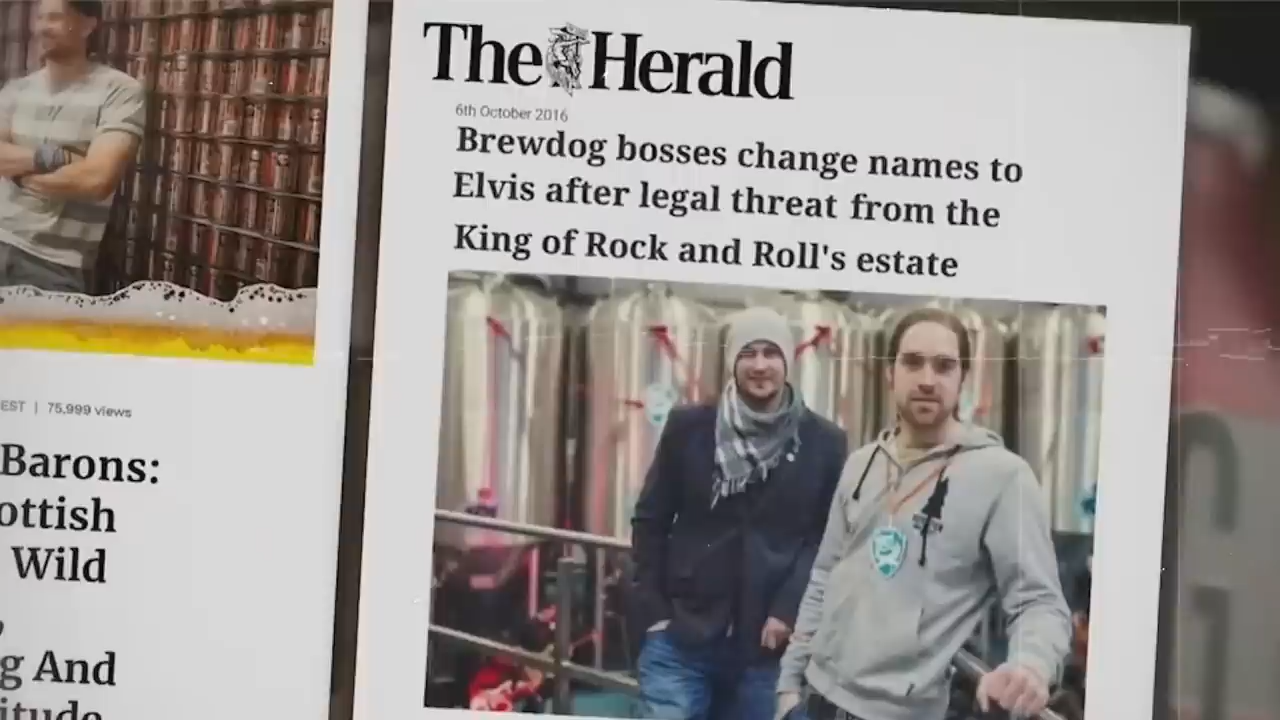 The Herald
6th October 2016
Brewdog bosses change names to
Elvis after legal threat from the
King of Rock and Roll's estate
EST | 75,999 views
Barons:
ottish
Wild
g And
itude